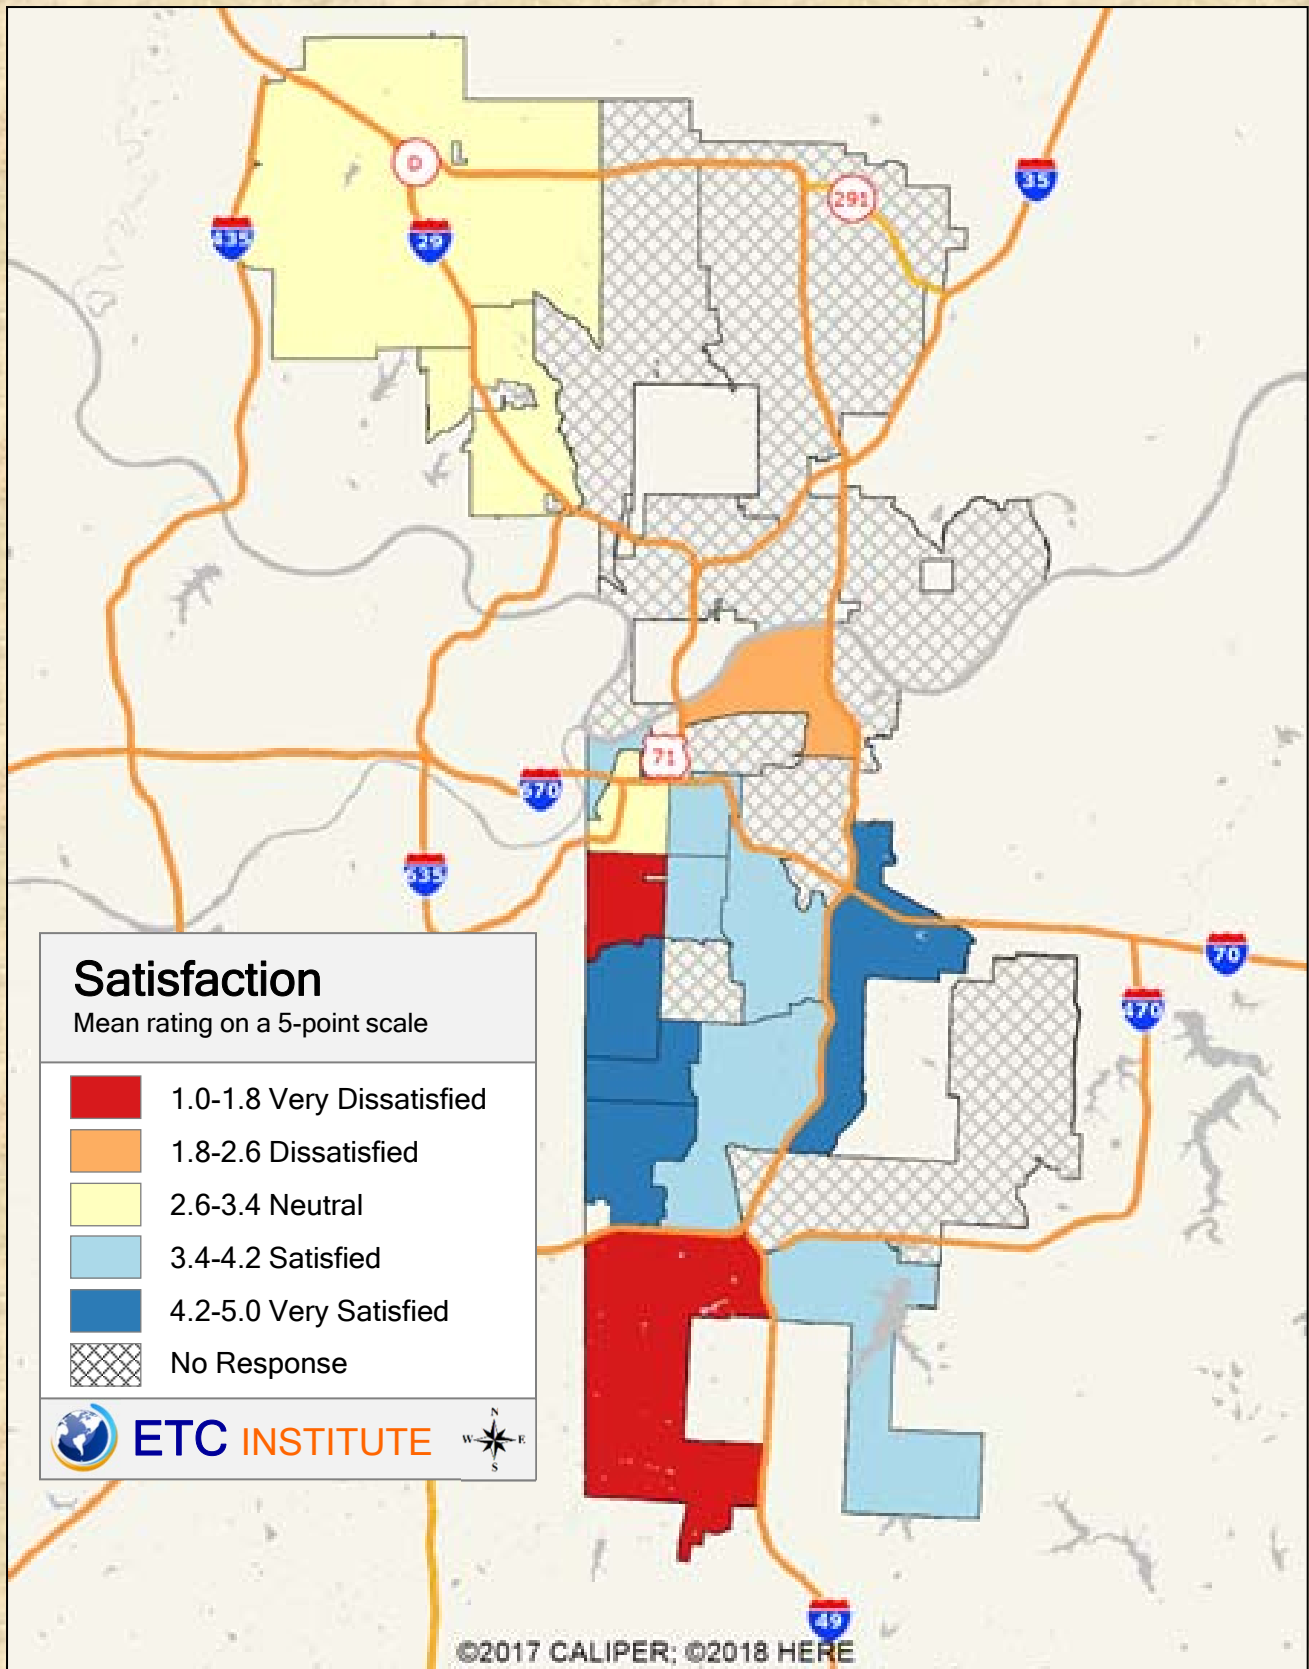 D
291
35
435
29
71
670
635
70
470
Satisfaction
Mean rating on a 5-point scale
1.0-1.8 Very Dissatisfied
1.8-2.6 Dissatisfied
2.6-3.4 Neutral
3.4-4.2 Satisfied
4.2-5.0 Very Satisfied
No Response
ETC INSTITUTE
N
W E
S
49
©2017 CALIPER; ©2018 HERE